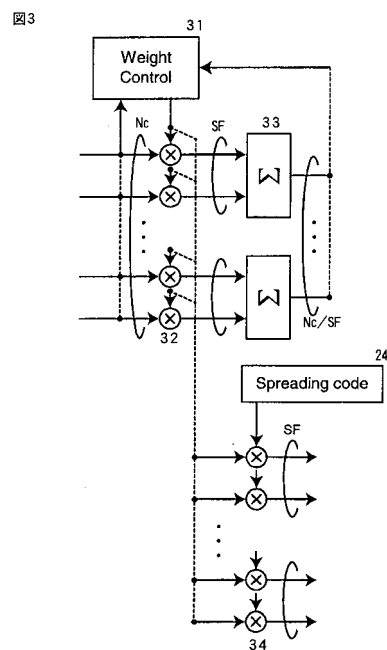 図3
31
Weight
Control
Nc
SF
33
Σ
Σ
32
Nc/SF
24
Spreading code
SF
34